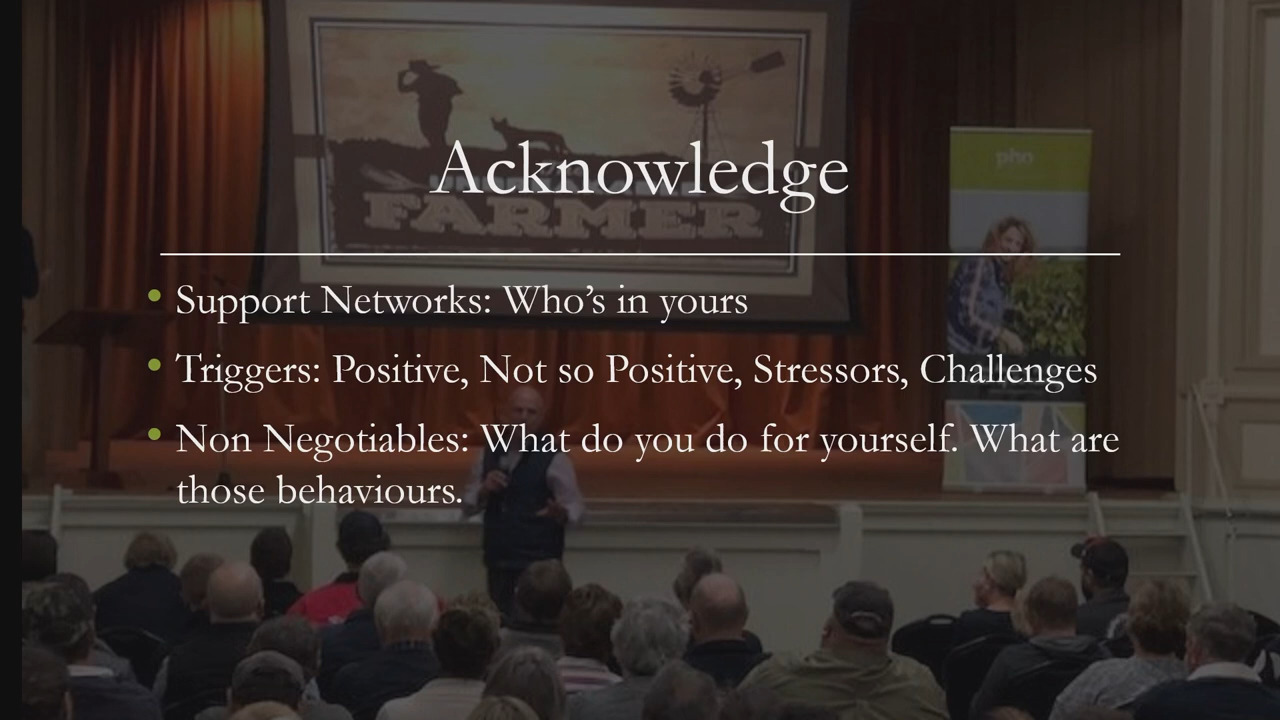 phn
Acknowledge
FARMER
• Support Networks: Who’s in yours
• Triggers: Positive, Not so Positive, Stressors, Challenges
• Non Negotiables: What do you do for yourself. What are
those behaviours.